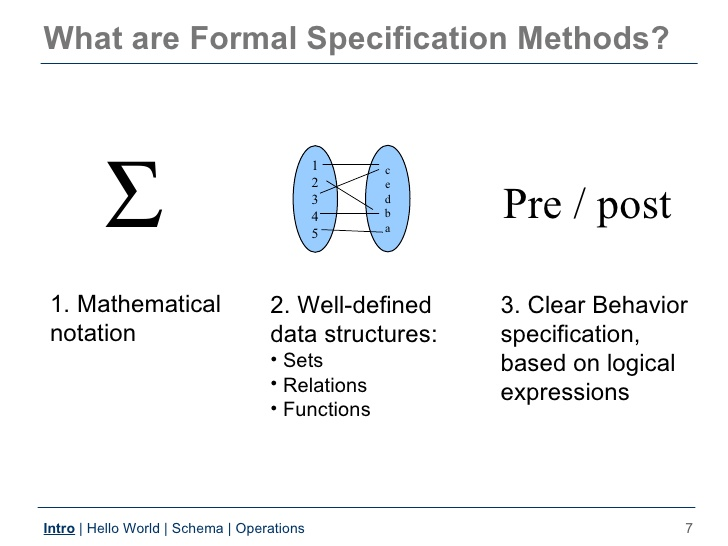 What are Formal Specification Methods?
Σ
1
2
3
4
5
c
e
d
b
a
Pre / post
1. Mathematical
notation
2. Well-defined
data structures:
• Sets
• Relations
• Functions
3. Clear Behavior
specification,
based on logical
expressions
Intro | Hello World | Schema | Operations
7